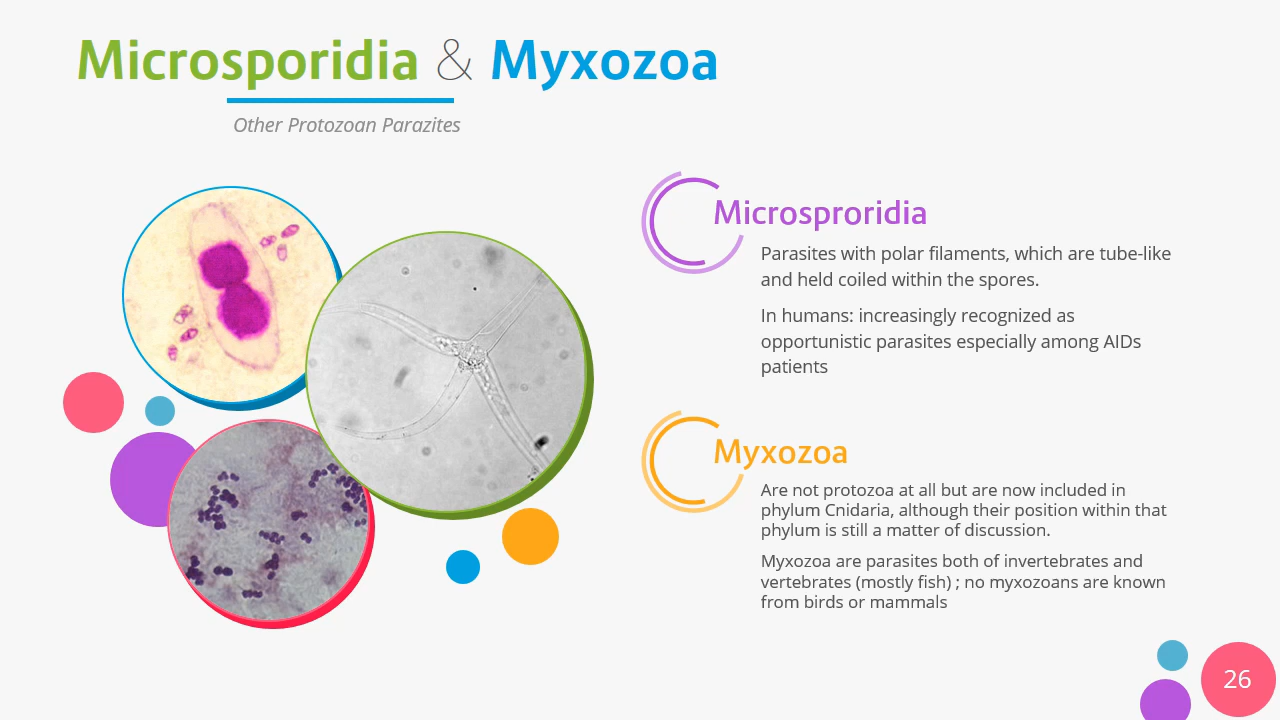 Microsporidia & Myxozoa
Other Protozoan Parazites
Microsproridia
Parasites with polar filaments, which are tube-like
and held coiled within the spores.
In humans: increasingly recognized as
opportunistic parasites especially among AIDs
patients
Myxozoa
Are not protozoa at all but are now included in
phylum Cnidaria, although their position within that
phylum is still a matter of discussion.
Myxozoa are parasites both of invertebrates and
vertebrates (mostly fish) ; no myxozoans are known
from birds or mammals
26